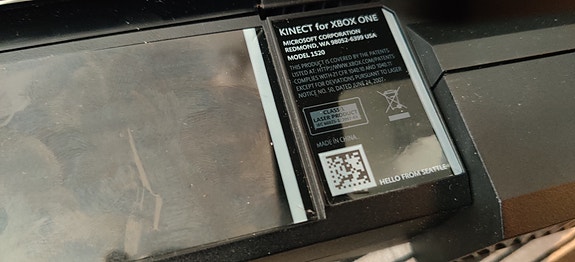 KINECT for XBOX ONE
MICROSOFT CORPORATION
REDMOND, WA 98052-6399 USA
MODEL 1520
THIS PRODUCT IS COVERED BY THE PATENTS
LISTED AT: HTTP://WWW.XBOX.COM/PATENTS
COMPLIES WITH 21 CFR 1040.10 AND 1040.11
EXCEPT FOR DEVIATIONS PURSUANT TO LASER
NOTICE NO. 50, DATED JUNE 24, 2007.
CLASS 1
LASER PRODUCT
MADE IN CHINA
HELLO FROM SEATTLE